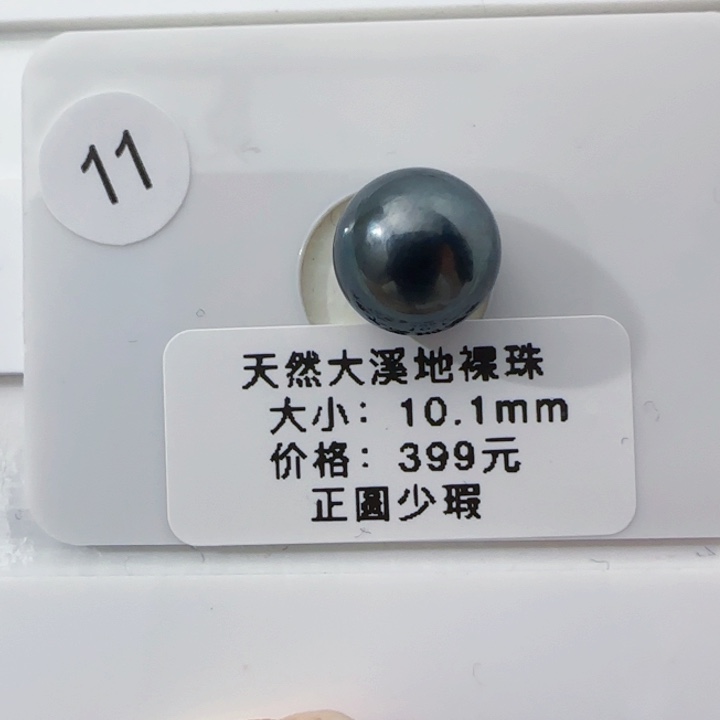 11
天然大溪地裸珠
大小：10.1mm
价格：399元
正圓少瑕